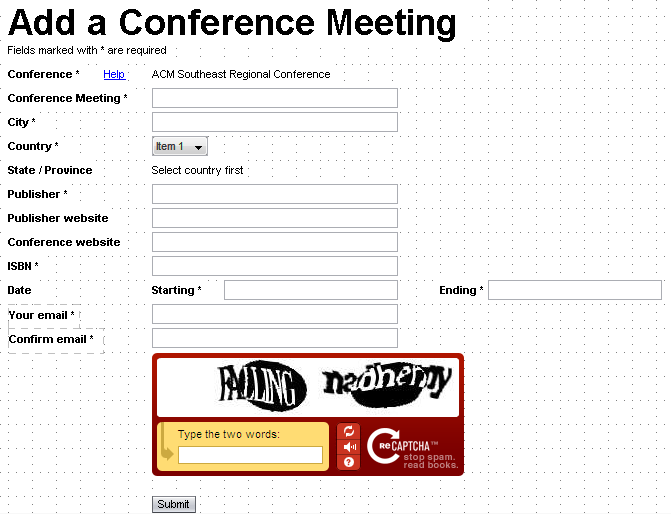 Add a Conference Meeting
Fields marked with * are required
Conference * Help ACM Southeast Regional Conference
Conference Meeting *
City *
Country * Item 1
State / Province Select country first
Publisher *
Publisher website
Conference website
ISBN *
Date Starting * Ending *
Your email *
Confirm email *
FALLING
Type the two words:
?
reCAPTCHA™
stop spam.
read books.
Submit